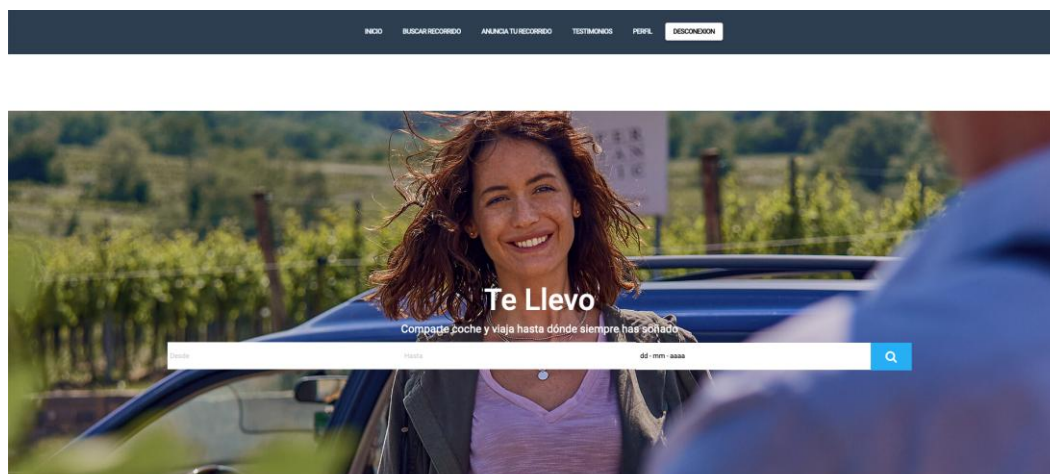 INICIO BUSCAR RECORRIDO ANUNCIA TU RECORRIDO TESTIMONIOS PERFIL DESCONEXION
Te Llevo
Comparte coche y viaja hasta dónde siempre has soñado
Desde Hasta dd - mm - aaaa